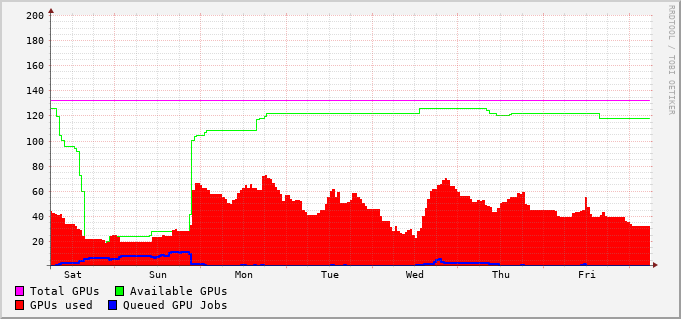 200
180
160
140
120
100
80
60
40
20
Sat Sun Mon Tue Wed Thu Fri
Total GPUs Available GPUs
GPUs used Queued GPU Jobs
RRDTOOL / TOBI OETIKER